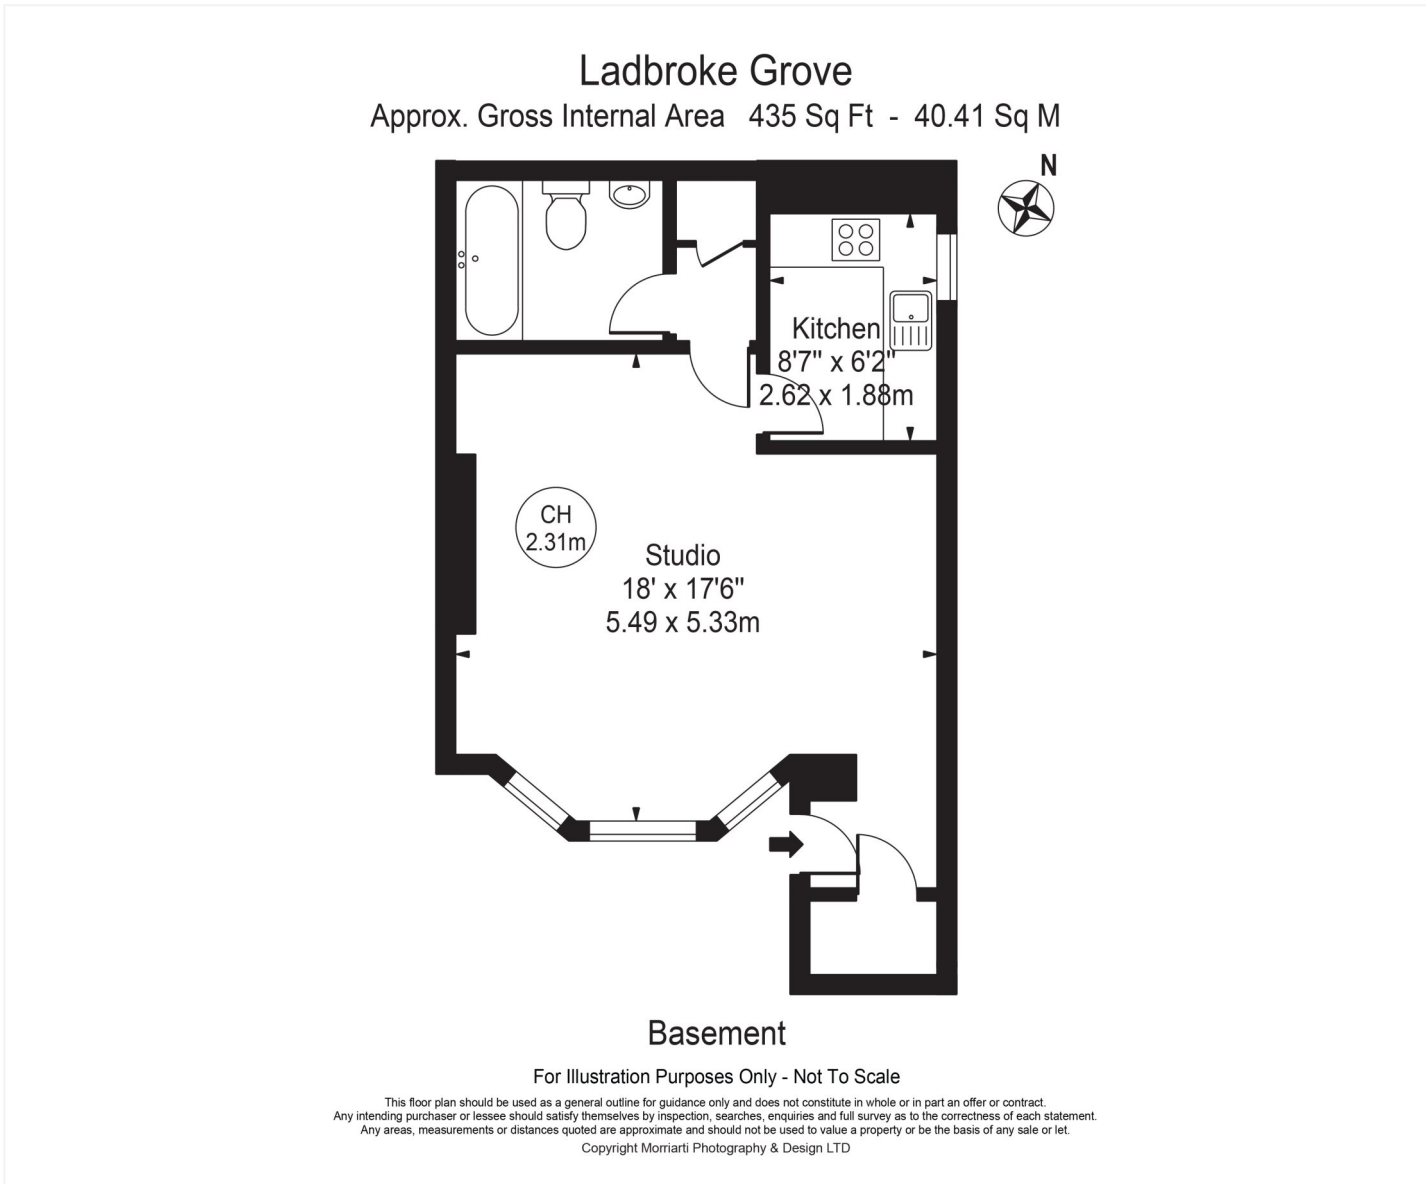 Ladbroke Grove
Approx. Gross Internal Area 435 Sq Ft - 40.41 Sq M
N
Kitchen
8'7" x 6'2"
2.62 x 1.88m
CH
2.31m
Studio
18' x 17'6"
5.49 x 5.33m
Basement
For Illustration Purposes Only - Not To Scale
This floor plan should be used as a general outline for guidance only and does not constitute in whole or in part an offer or contract.
Any intending purchaser or lessee should satisfy themselves by inspection, searches, enquiries and full survey as to the correctness of each statement.
Any areas, measurements or distances quoted are approximate and should not be used to value a property or be the basis of any sale or let.
Copyright Morriarti Photography & Design LTD